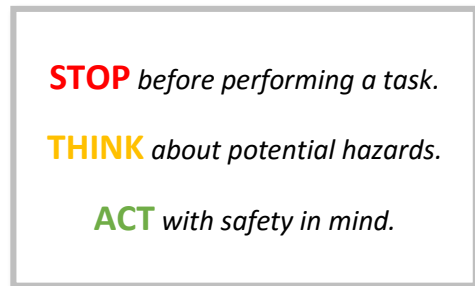 STOP before performing a task.
THINK about potential hazards.
ACT with safety in mind.